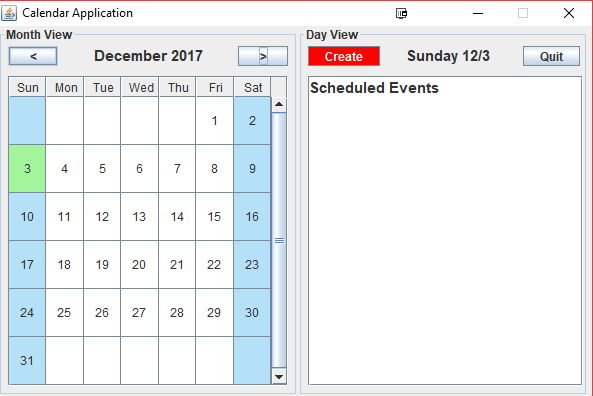 Calendar Application
Month View
< December 2017 >
Sun Mon Tue Wed Thu Fri Sat
1 2
3 4 5 6 7 8 9
10 11 12 13 14 15 16
17 18 19 20 21 22 23
24 25 26 27 28 29 30
31
Day View
Create Sunday 12/3 Quit
Scheduled Events